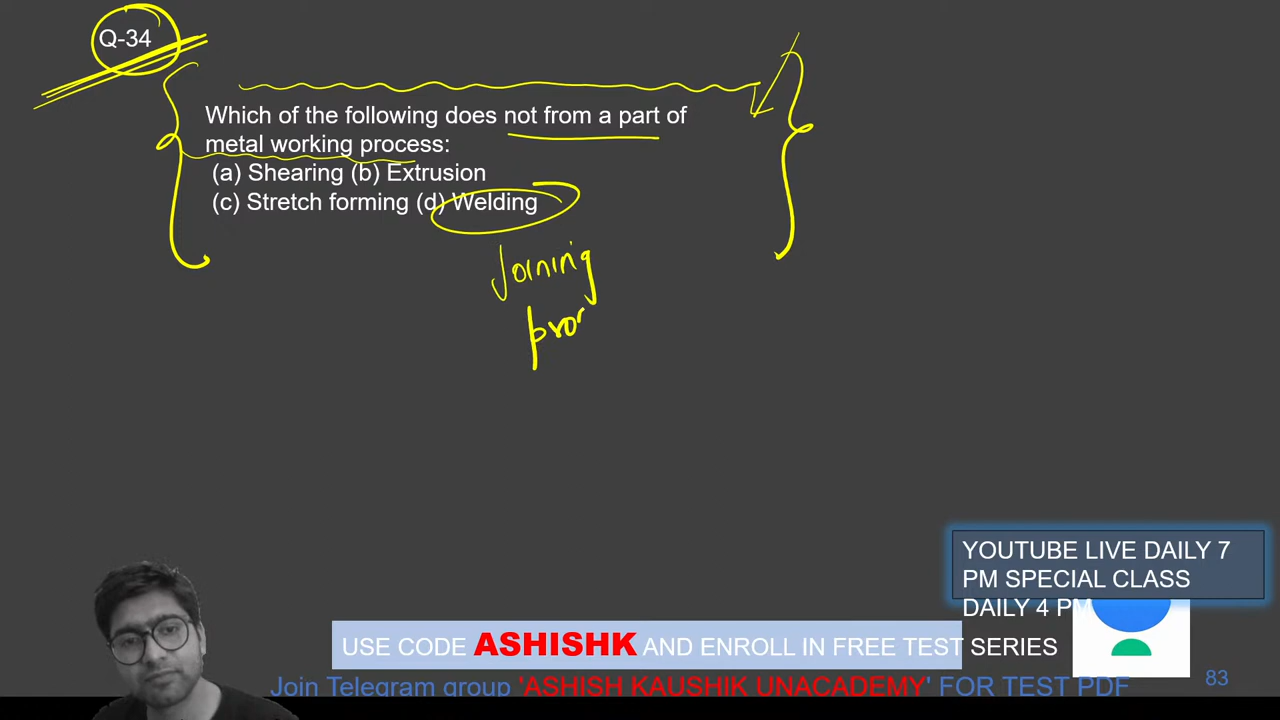 Q-34
Which of the following does not from a part of
metal working process:
(a) Shearing (b) Extrusion
(c) Stretch forming (d) Welding
Joining
pro
YOUTUBE LIVE DAILY 7
PM SPECIAL CLASS
DAILY 4 PM
USE CODE ASHISHK AND ENROLL IN FREE TEST SERIES
Join Telegram group 'ASHISH KAUSHIK UNACADEMY' FOR TEST PDF
83